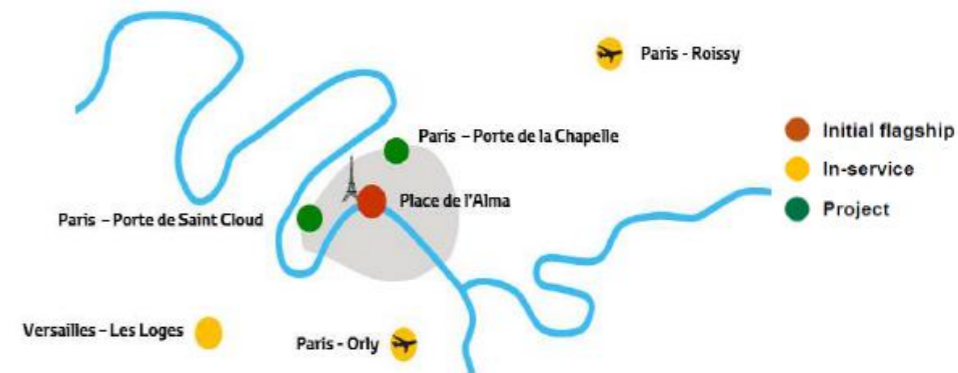 Paris - Roissy
Paris – Porte de la Chapelle
Initial flagship
In-service
Place de l'Alma
Project
Paris – Porte de Saint Cloud
Versailles – Les Loges
Paris - Orly